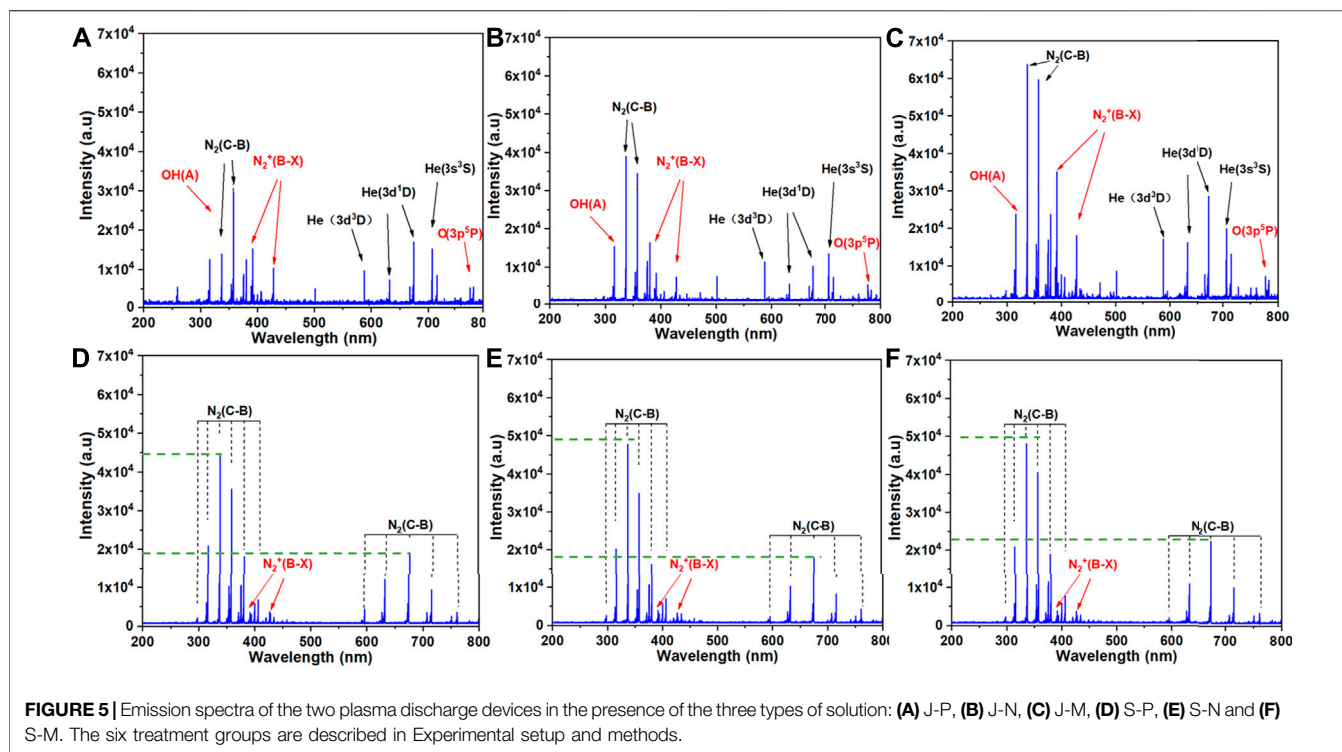 A
7x10⁴
6x10⁴
5x10⁴
4x10⁴
3x10⁴
2x10⁴
1x10⁴
0
Intensity (a.u)
N₂(C-B)
OH(A)
N₂⁺(B-X)
He (3d³D)
He(3d¹D)
He(3s³S)
O(3p⁵P)
200 300 400 500 600 700 800
Wavelength (nm)
B
7x10⁴
6x10⁴
5x10⁴
4x10⁴
3x10⁴
2x10⁴
1x10⁴
0
Intensity (a.u)
N₂(C-B)
OH(A)
N₂⁺(B-X)
He (3d³D)
He(3d¹D)
He(3s³S)
O(3p⁵P)
200 300 400 500 600 700 800
Wavelength (nm)
C
7x10⁴
6x10⁴
5x10⁴
4x10⁴
3x10⁴
2x10⁴
1x10⁴
0
Intensity (a.u)
N₂(C-B)
OH(A)
N₂⁺(B-X)
He (3d³D)
He(3d¹D)
He(3s³S)
O(3p⁵P)
200 300 400 500 600 700 800
Wavelength (nm)
D
7x10⁴
6x10⁴
5x10⁴
4x10⁴
3x10⁴
2x10⁴
1x10⁴
0
Intensity (a.u)
N₂(C-B)
N₂⁺(B-X)
N₂(C-B)
200 300 400 500 600 700 800
Wavelength (nm)
E
7x10⁴
6x10⁴
5x10⁴
4x10⁴
3x10⁴
2x10⁴
1x10⁴
0
Intensity (a.u)
N₂(C-B)
N₂⁺(B-X)
N₂(C-B)
200 300 400 500 600 700 800
Wavelength (nm)
F
7x10⁴
6x10⁴
5x10⁴
4x10⁴
3x10⁴
2x10⁴
1x10⁴
0
Intensity (a.u)
N₂(C-B)
N₂⁺(B-X)
N₂(C-B)
200 300 400 500 600 700 800
Wavelength (nm)
FIGURE 5 | Emission spectra of the two plasma discharge devices in the presence of the three types of solution: (A) J-P, (B) J-N, (C) J-M, (D) S-P, (E) S-N and (F)
S-M. The six treatment groups are described in Experimental setup and methods.